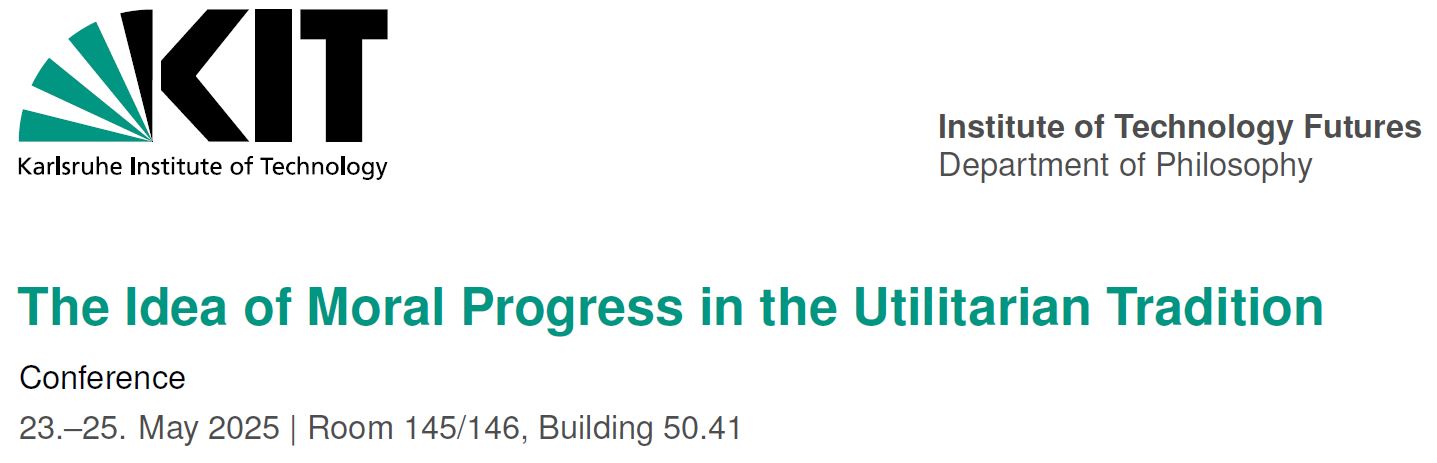 KIT
Karlsruhe Institute of Technology
Institute of Technology Futures
Department of Philosophy
The Idea of Moral Progress in the Utilitarian Tradition
Conference
23.–25. May 2025 | Room 145/146, Building 50.41